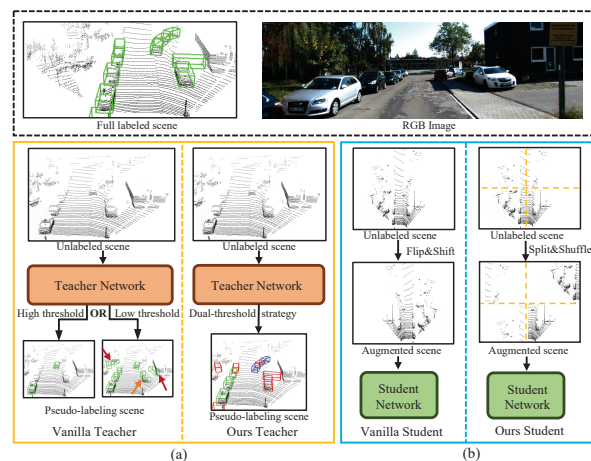 Full labeled scene
RGB Image
Unlabeled scene
Teacher Network
High threshold OR Low threshold
Pseudo-labeling scene
Vanilla Teacher
Unlabeled scene
Teacher Network
Dual-threshold strategy
Pseudo-labeling scene
Ours Teacher
(a)
Unlabeled scene
Flip&Shift
Augmented scene
Student
Network
Vanilla Student
Unlabeled scene
Split&Shuffle
Augmented scene
Student
Network
Ours Student
(b)